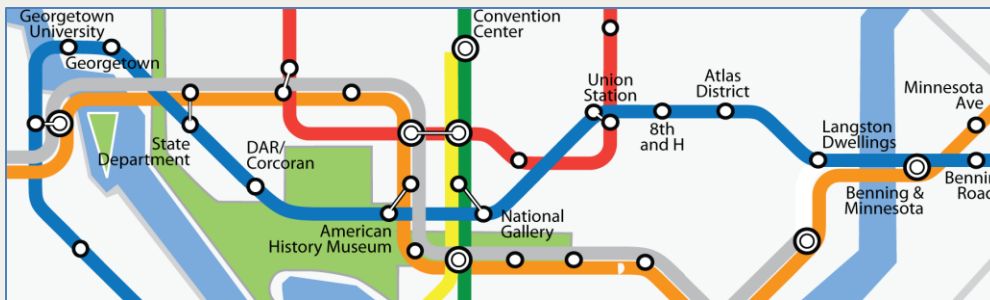 Georgetown
University
Georgetown
State
Department
DAR/
Corcoran
American
History Museum
Convention
Center
National
Gallery
Union
Station
8th
and H
Atlas
District
Langston
Dwellings
Benning &
Minnesota
Minnesota
Ave
Bennin
Road